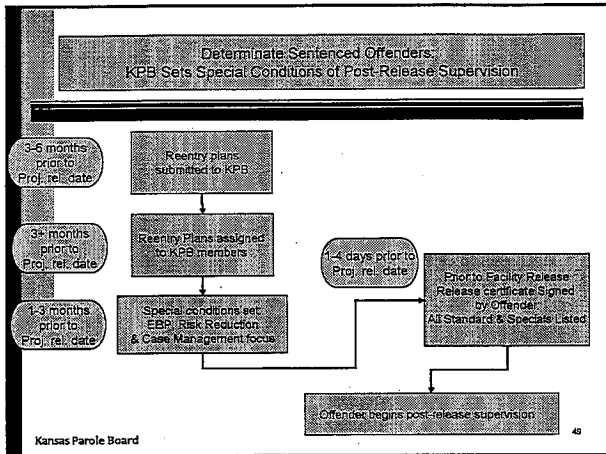 Determinate Sentenced Offenders:
KPB Sets Special Conditions of Post-Release Supervision
3-6 months
prior to
Proj. rel. date
Reentry plans
submitted to KPB
3+ months
prior to
Proj. rel. date
Reentry Plans assigned
to KPB members
1-3 months
prior to
Proj. rel. date
Special conditions set:
EBP, Risk Reduction
& Case Management focus
1-4 days prior to
Proj. rel. date
Prior to Facility Release
Release certificate Signed
by Offender
All Standard & Specials Listed
Offender begins post-release supervision
Kansas Parole Board
49